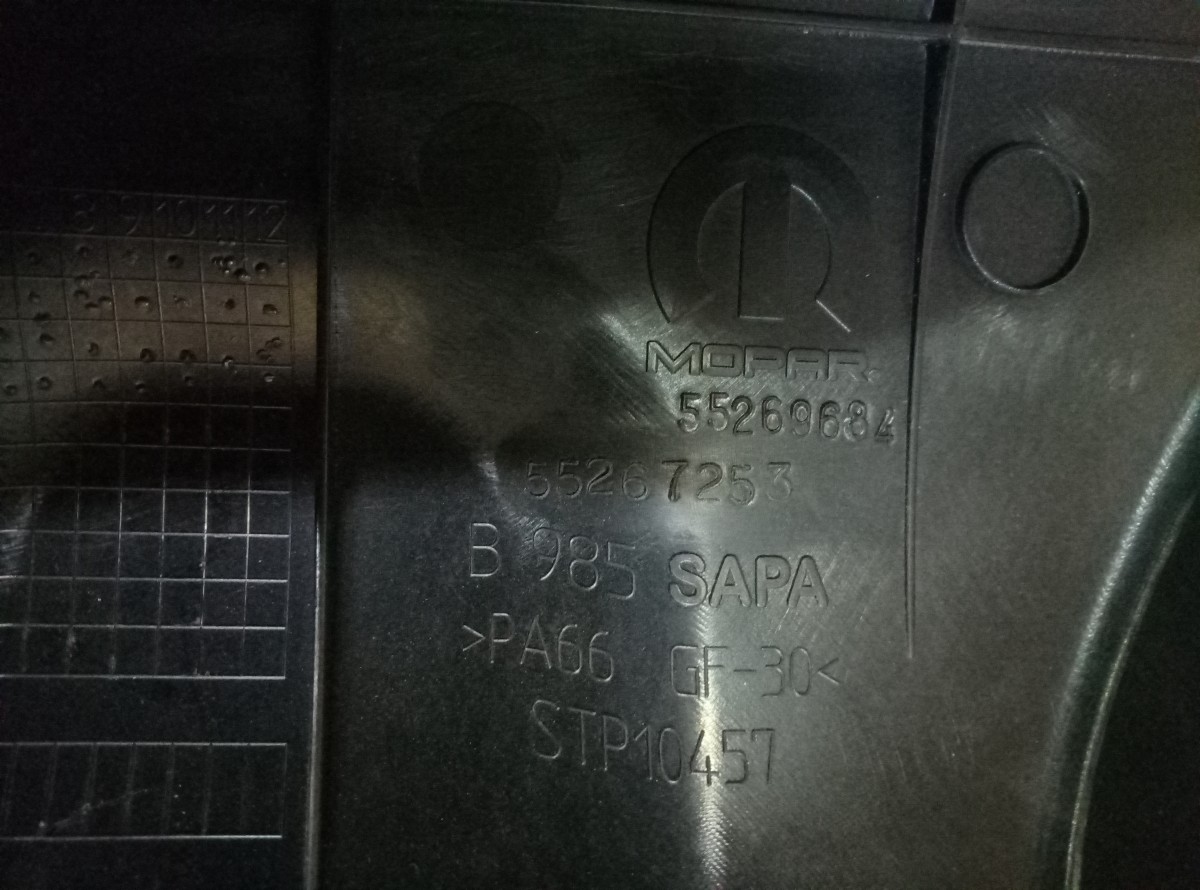 8 9 10 11 12
MOPAR
55269684
55267253
B 985 SAPA
>PA66 GF-30<
STP10457